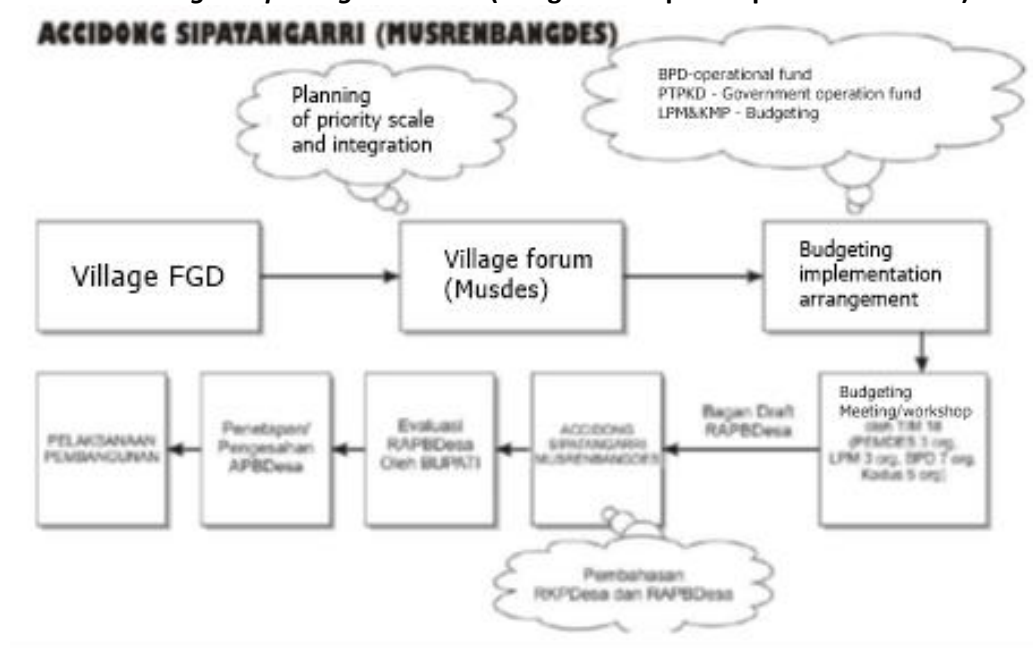 ACCIDONG SIPATANGARRI (MUSRENBANGDES)
Planning
of priority scale
and integration
BPD-operational fund
PTPKD - Government operation fund
LPM&KMP - Budgeting
Village FGD
Village forum
(Musdes)
Budgeting
implementation
arrangement
Budgeting
Meeting/workshop
oleh TIM 18
(PEMDES 3 org,
LPM 3 org, BPD 7 org,
Kadus 5 org)
Bagan Draft
RAPBDesa
ACCIDONG
SIPATANGARRI
MUSRENBANGDES
Evaluasi
RAPBDesa
Oleh BUPATI
Penetapan/
Pengesahan
APBDesa
PELAKSANAAN
PEMBANGUNAN
Pembahasan
RKPDesa dan RAPBDesa